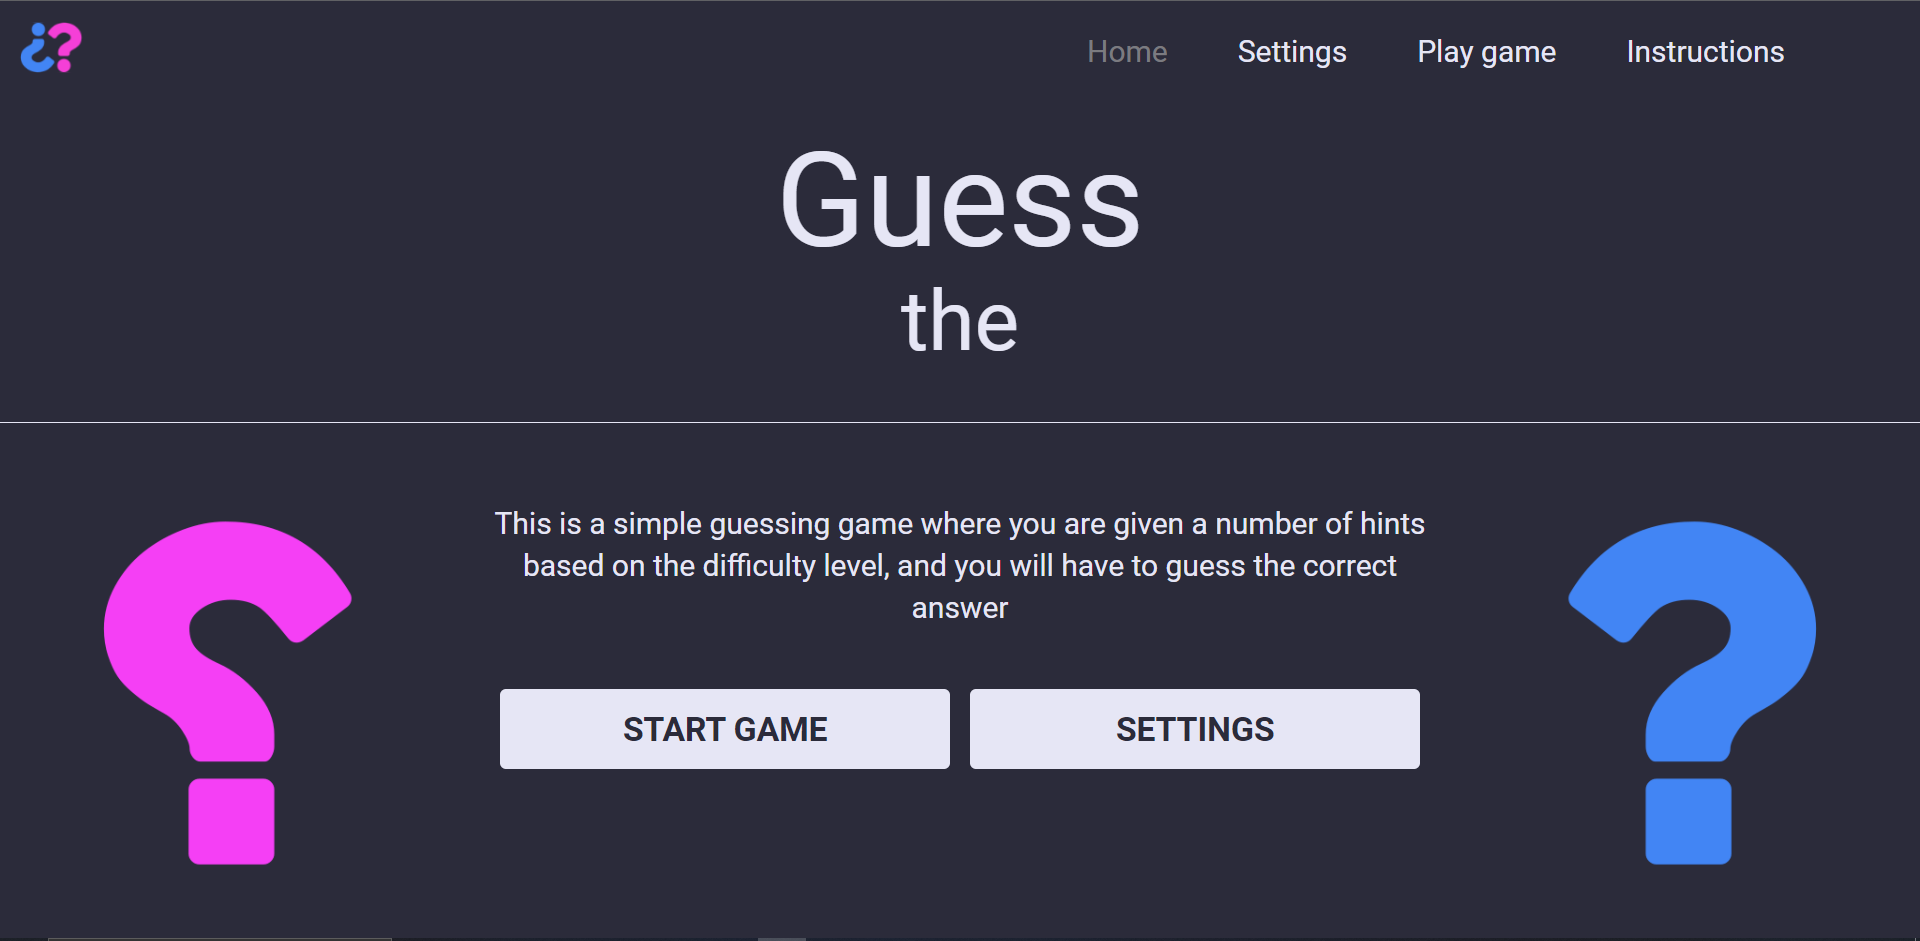 Home Settings Play game Instructions
Guess
the
This is a simple guessing game where you are given a number of hints
based on the difficulty level, and you will have to guess the correct
answer
START GAME SETTINGS